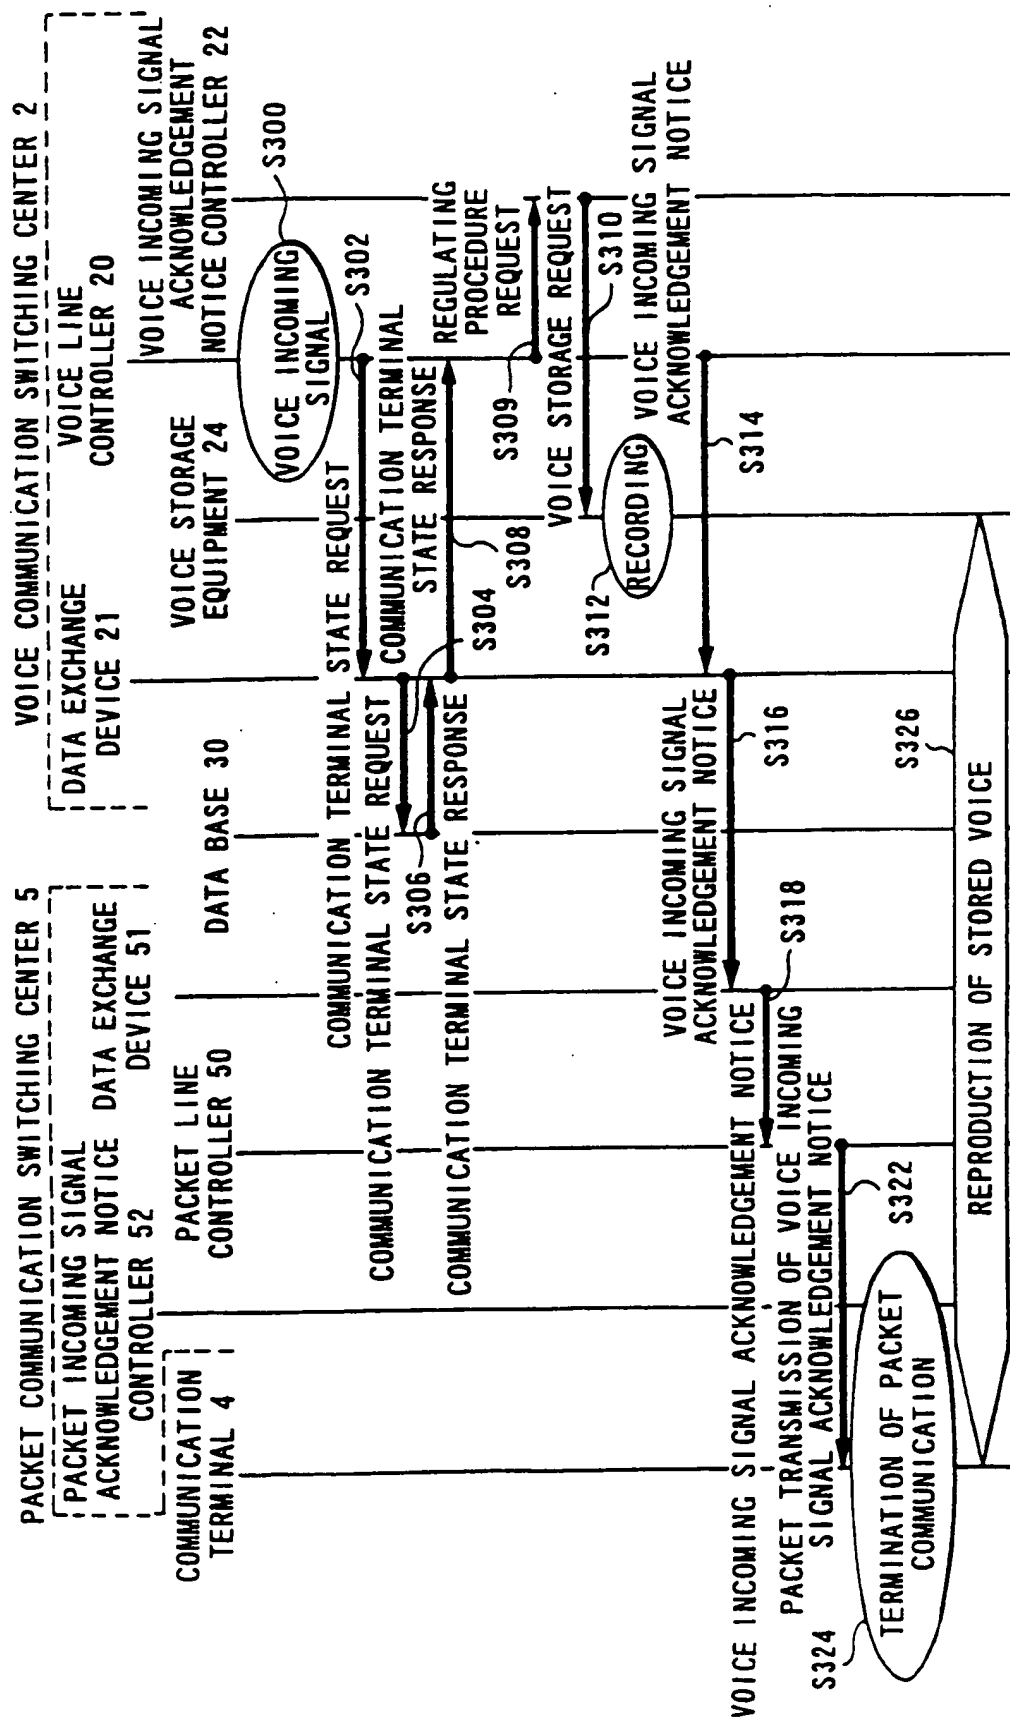 PACKET COMMUNICATION SWITCHING CENTER 5
VOICE COMMUNICATION SWITCHING CENTER 2
PACKET INCOMING SIGNAL
ACKNOWLEDGEMENT NOTICE
CONTROLLER 52
DATA EXCHANGE
DEVICE 51
DATA EXCHANGE
DEVICE 21
VOICE LINE
CONTROLLER 20
VOICE INCOMING SIGNAL
ACKNOWLEDGEMENT
NOTICE CONTROLLER 22
COMMUNICATION
TERMINAL 4
PACKET LINE
CONTROLLER 50
DATA BASE 30
VOICE STORAGE
EQUIPMENT 24
VOICE INCOMING
SIGNAL
S300
COMMUNICATION TERMINAL STATE REQUEST
S302
COMMUNICATION TERMINAL STATE REQUEST
S304
S306
COMMUNICATION TERMINAL STATE RESPONSE
COMMUNICATION TERMINAL
STATE RESPONSE
S308
REGULATING
PROCEDURE
REQUEST
S309
VOICE STORAGE REQUEST
S310
S312
RECORDING
VOICE INCOMING SIGNAL
ACKNOWLEDGEMENT NOTICE
S314
VOICE INCOMING SIGNAL
ACKNOWLEDGEMENT NOTICE
S316
VOICE INCOMING SIGNAL ACKNOWLEDGEMENT NOTICE
S318
PACKET TRANSMISSION OF VOICE INCOMING
SIGNAL ACKNOWLEDGEMENT NOTICE
S322
S324
TERMINATION OF PACKET
COMMUNICATION
S326
REPRODUCTION OF STORED VOICE